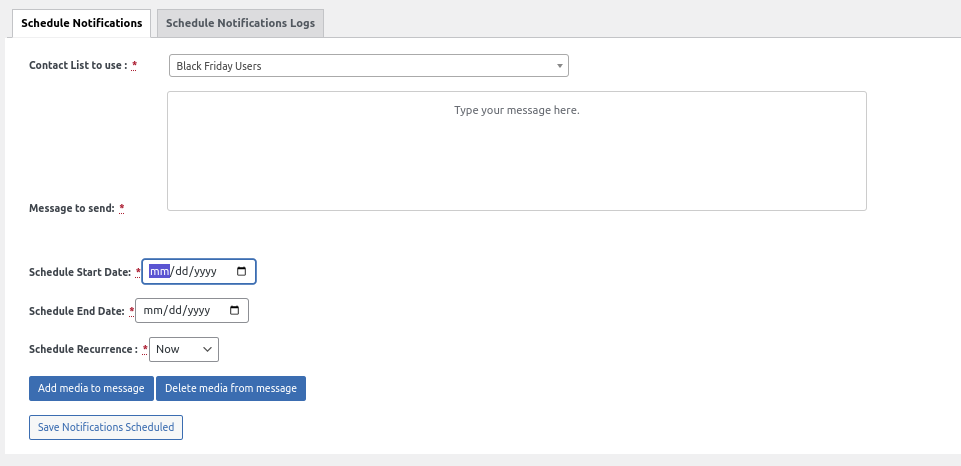 Schedule Notifications Schedule Notifications Logs
Contact List to use : * Black Friday Users
Type your message here.
Message to send: *
Schedule Start Date: * mm/dd/yyyy
Schedule End Date: * mm/dd/yyyy
Schedule Recurrence : * Now
Add media to message Delete media from message
Save Notifications Scheduled